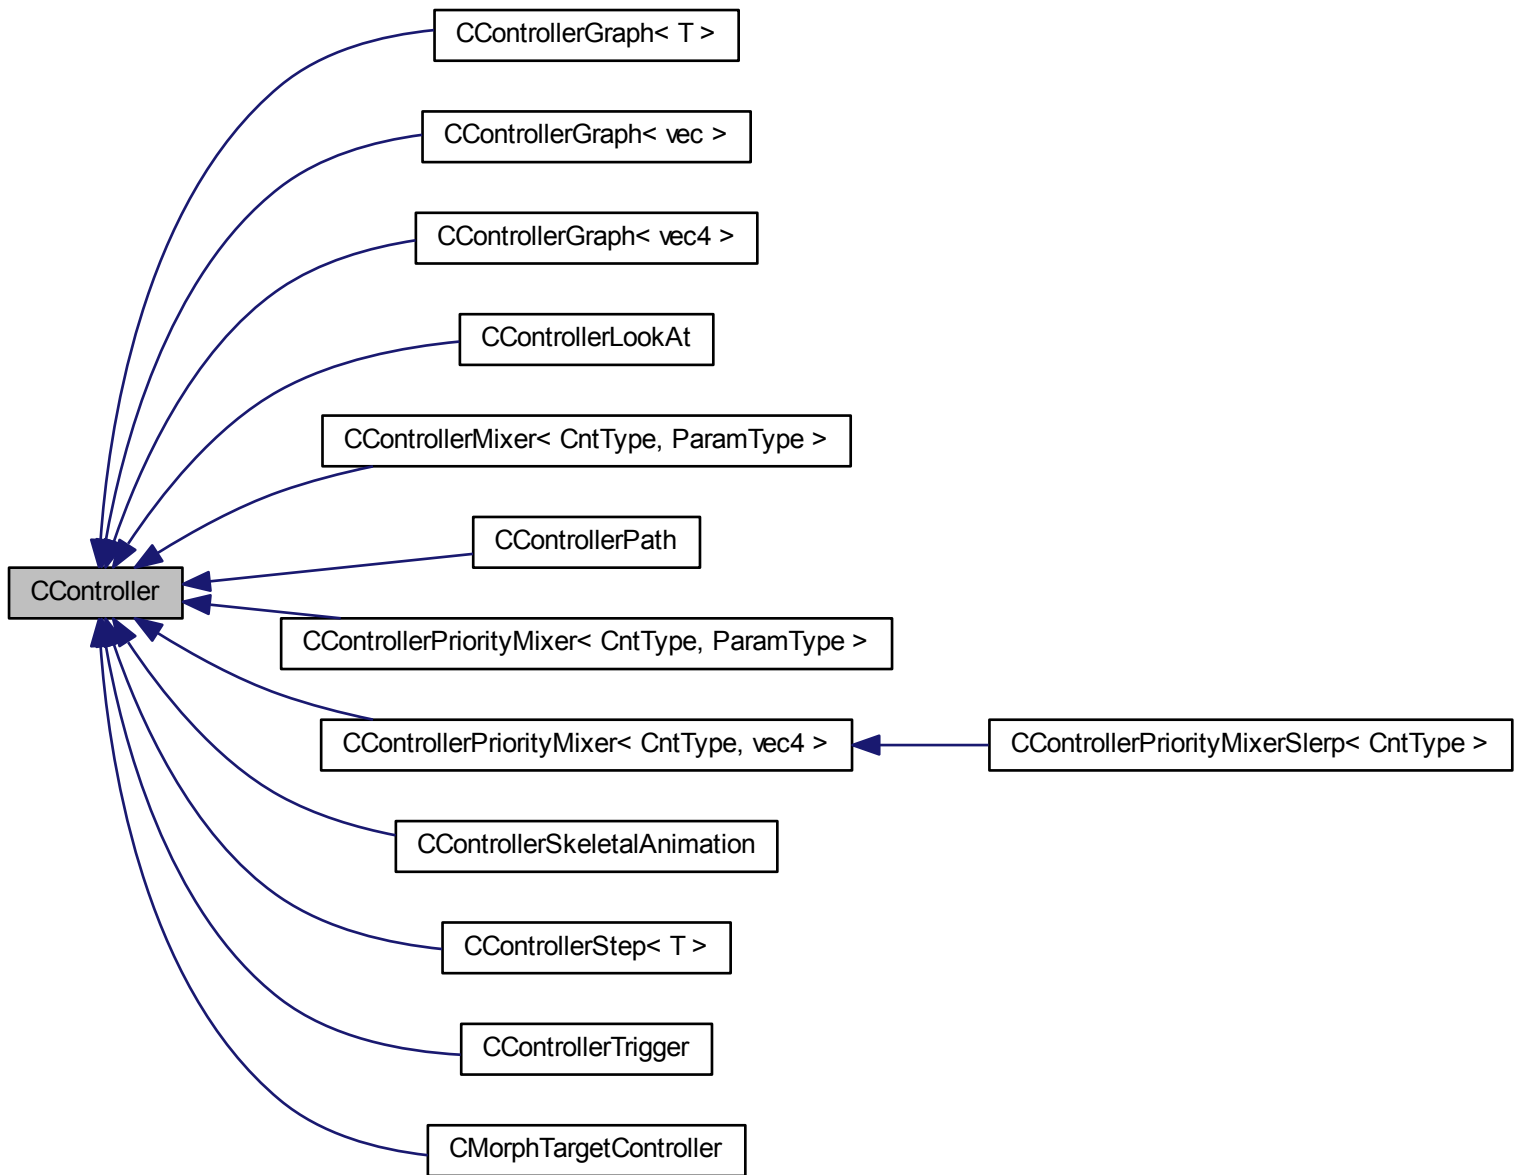 CControllerGraph< T >
CControllerGraph< vec >
CControllerGraph< vec4 >
CControllerLookAt
CControllerMixer< CntType, ParamType >
CControllerPath
CController
CControllerPriorityMixer< CntType, ParamType >
CControllerPriorityMixer< CntType, vec4 >
CControllerPriorityMixerSlerp< CntType >
CControllerSkeletalAnimation
CControllerStep< T >
CControllerTrigger
CMorphTargetController